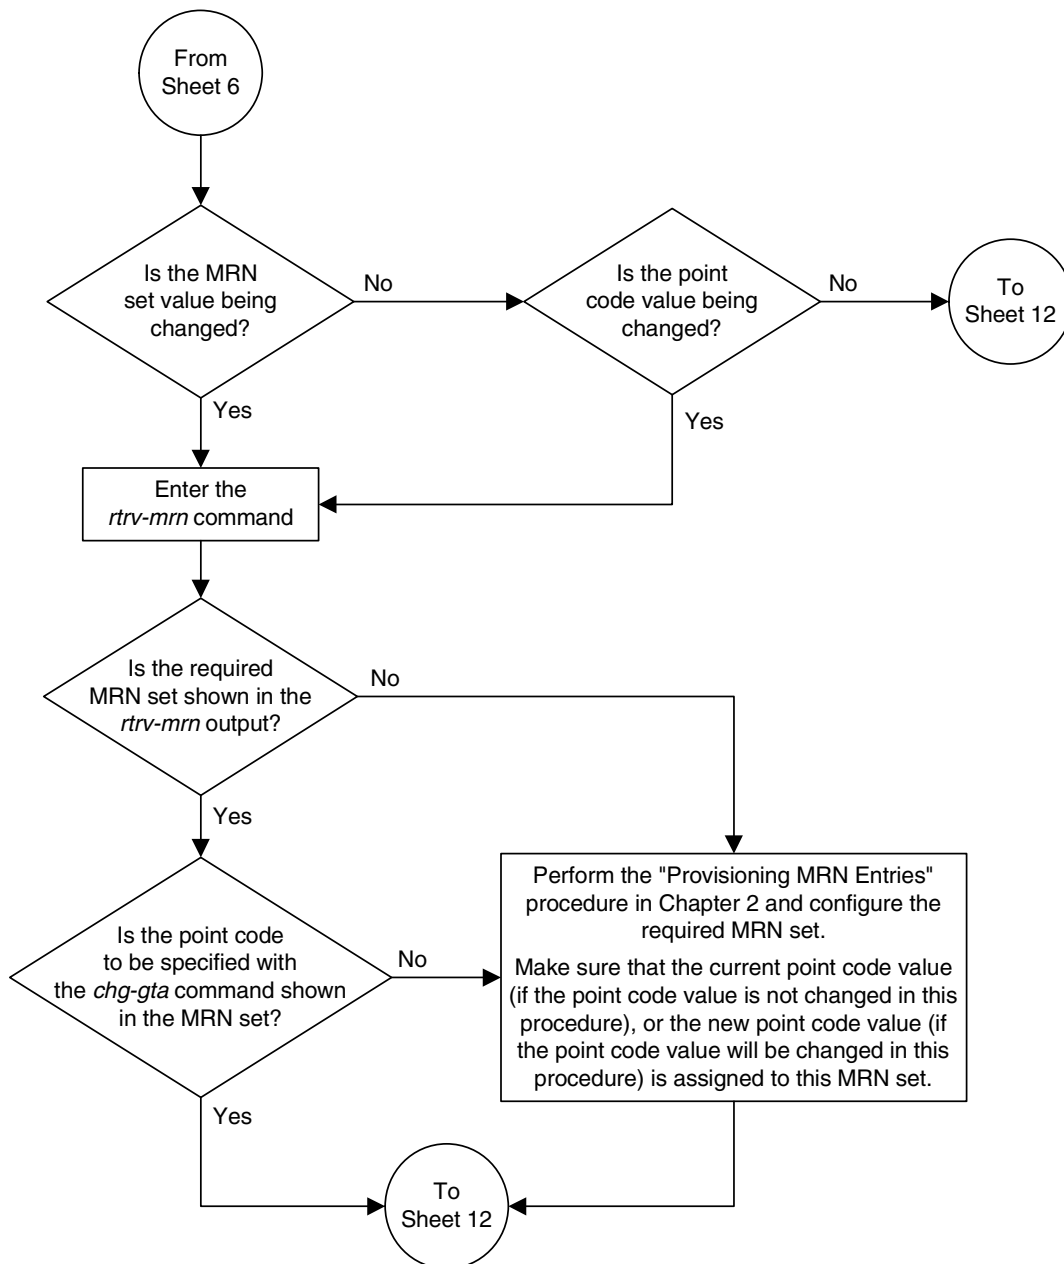 From
Sheet 6
Is the MRN
set value being
changed?
No
Is the point
code value being
changed?
No
To
Sheet 12
Yes
Yes
Enter the
rtrv-mrn command
Is the required
MRN set shown in the
rtrv-mrn output?
No
Yes
Is the point code
to be specified with
the chg-gta command shown
in the MRN set?
No
Perform the "Provisioning MRN Entries"
procedure in Chapter 2 and configure the
required MRN set.
Make sure that the current point code value
(if the point code value is not changed in this
procedure), or the new point code value (if
the point code value will be changed in this
procedure) is assigned to this MRN set.
Yes
To
Sheet 12